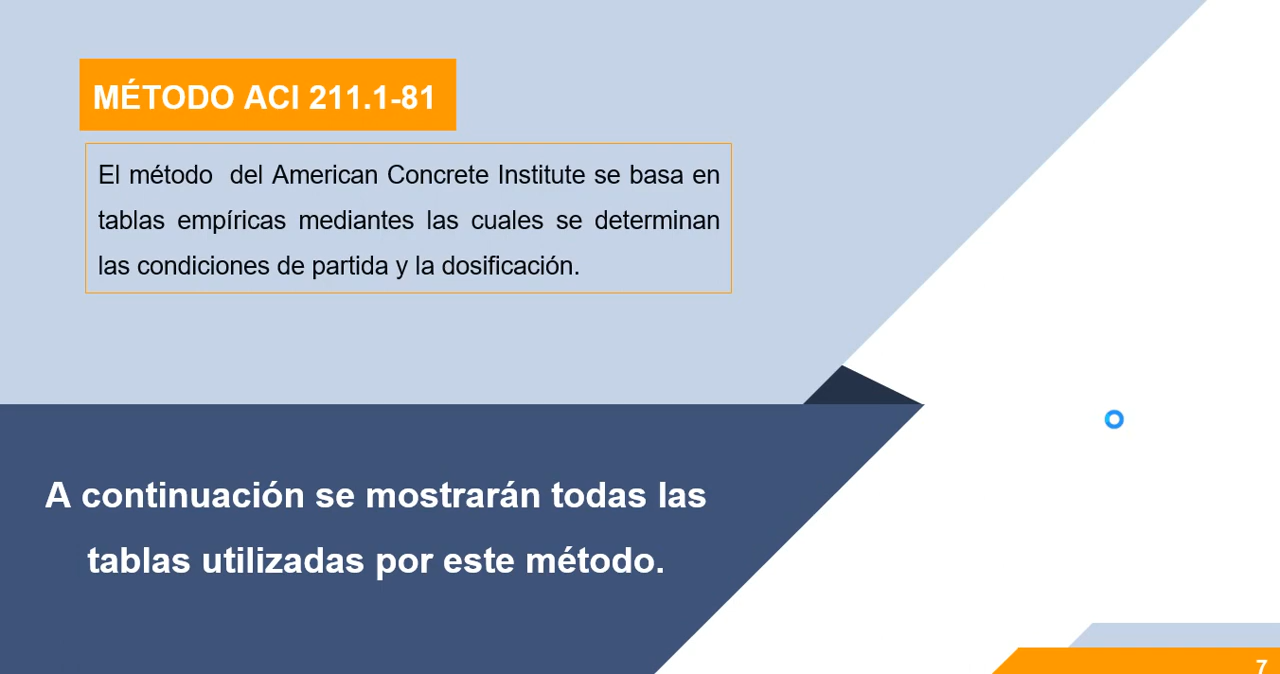 MÉTODO ACI 211.1-81
El método del American Concrete Institute se basa en
tablas empíricas mediantes las cuales se determinan
las condiciones de partida y la dosificación.
A continuación se mostrarán todas las
tablas utilizadas por este método.
7